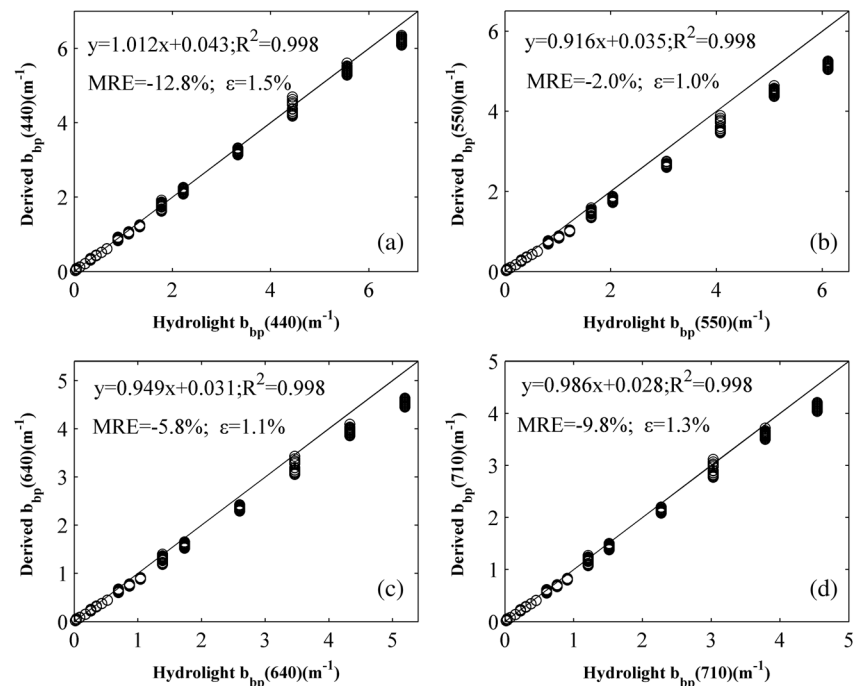 y=1.012x+0.043;R²=0.998
MRE=-12.8%; ε=1.5%
(a)
Derived b_bp(440)(m⁻¹)
0
2
4
6
0
2
4
6
Hydrolight b_bp(440)(m⁻¹)
y=0.916x+0.035;R²=0.998
MRE=-2.0%; ε=1.0%
(b)
Derived b_bp(550)(m⁻¹)
0
2
4
6
0
1
2
3
4
5
6
Hydrolight b_bp(550)(m⁻¹)
y=0.949x+0.031;R²=0.998
MRE=-5.8%; ε=1.1%
(c)
Derived b_bp(640)(m⁻¹)
0
1
2
3
4
5
0
1
2
3
4
5
Hydrolight b_bp(640)(m⁻¹)
y=0.986x+0.028;R²=0.998
MRE=-9.8%; ε=1.3%
(d)
Derived b_bp(710)(m⁻¹)
0
1
2
3
4
5
0
1
2
3
4
5
Hydrolight b_bp(710)(m⁻¹)